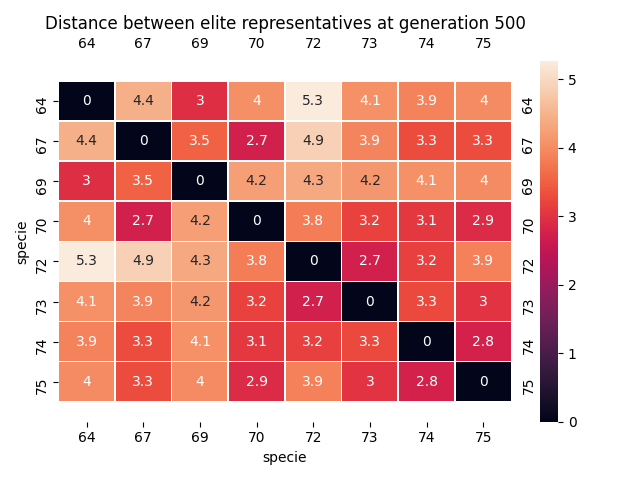 Distance between elite representatives at generation 500
64 67 69 70 72 73 74 75
64 0 4.4 3 4 5.3 4.1 3.9 4 64
67 4.4 0 3.5 2.7 4.9 3.9 3.3 3.3 67
69 3 3.5 0 4.2 4.3 4.2 4.1 4 69
70 4 2.7 4.2 0 3.8 3.2 3.1 2.9 70
72 5.3 4.9 4.3 3.8 0 2.7 3.2 3.9 72
73 4.1 3.9 4.2 3.2 2.7 0 3.3 3 73
74 3.9 3.3 4.1 3.1 3.2 3.3 0 2.8 74
75 4 3.3 4 2.9 3.9 3 2.8 0 75
64 67 69 70 72 73 74 75
specie
specie
5
4
3
2
1
0